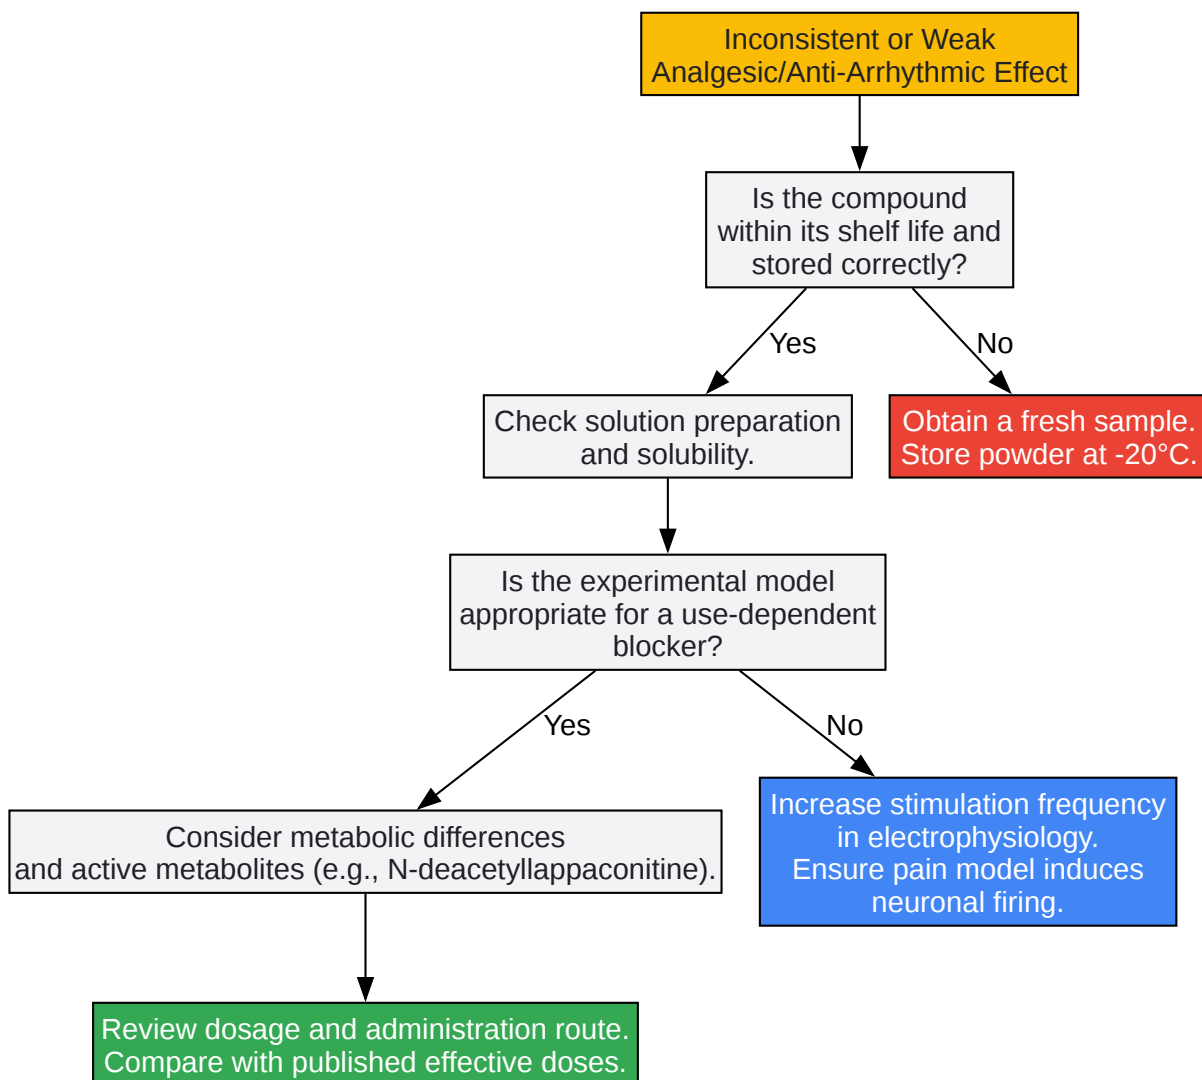 Inconsistent or Weak
Analgesic/Anti-Arrhythmic Effect
Is the compound
within its shelf life and
stored correctly?
Yes
No
Check solution preparation
and solubility.
Obtain a fresh sample.
Store powder at -20°C.
Is the experimental model
appropriate for a use-dependent
blocker?
Yes
No
Consider metabolic differences
and active metabolites (e.g., N-deacetyllappaconitine).
Increase stimulation frequency
in electrophysiology.
Ensure pain model induces
neuronal firing.
Review dosage and administration route.
Compare with published effective doses.